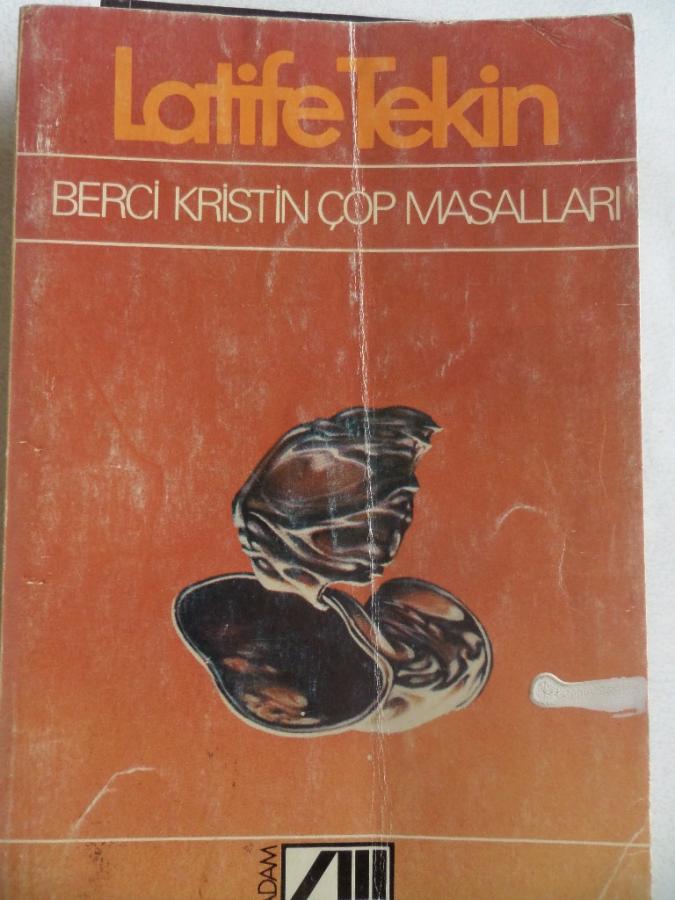 Latife Tekin
BERCİ KRİSTİN ÇÖP MASALLARI
ADAM